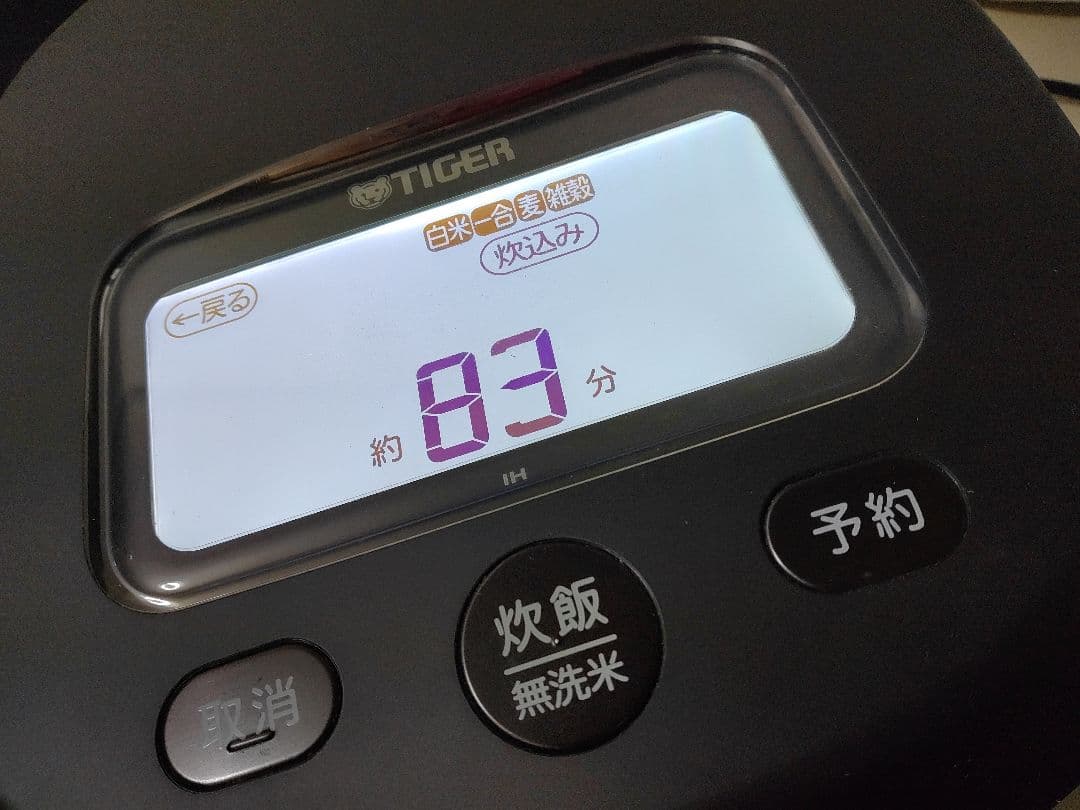 TIGER
白米 一合 麦 雑穀
炊込み
←戻る
約 83 分
IH
予約
炊飯
無洗米
取消